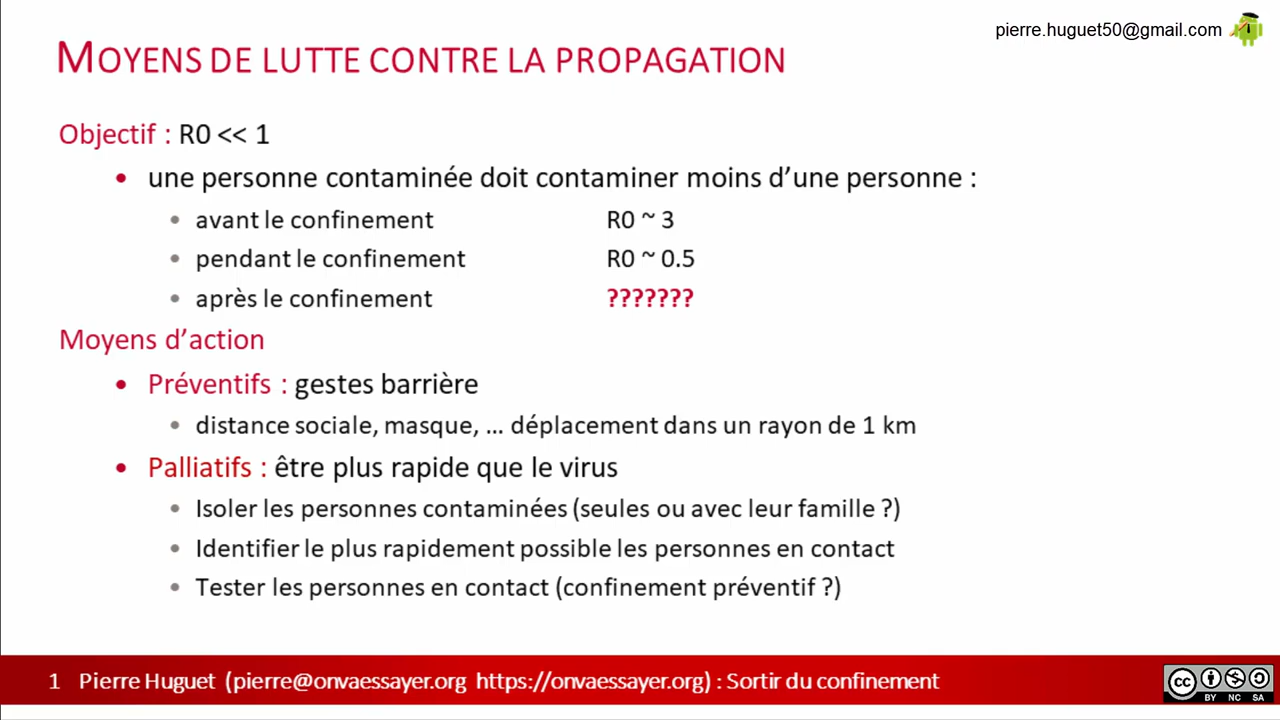 pierre.huguet50@gmail.com
MOYENS DE LUTTE CONTRE LA PROPAGATION
Objectif : R0 << 1
• une personne contaminée doit contaminer moins d’une personne :
• avant le confinement R0 ~ 3
• pendant le confinement R0 ~ 0.5
• après le confinement ???????
Moyens d’action
• Préventifs : gestes barrière
• distance sociale, masque, … déplacement dans un rayon de 1 km
• Palliatifs : être plus rapide que le virus
• Isoler les personnes contaminées (seules ou avec leur famille ?)
• Identifier le plus rapidement possible les personnes en contact
• Tester les personnes en contact (confinement préventif ?)
1 Pierre Huguet (pierre@onvaessayer.org https://onvaessayer.org) : Sortir du confinement
cc
BY NC SA